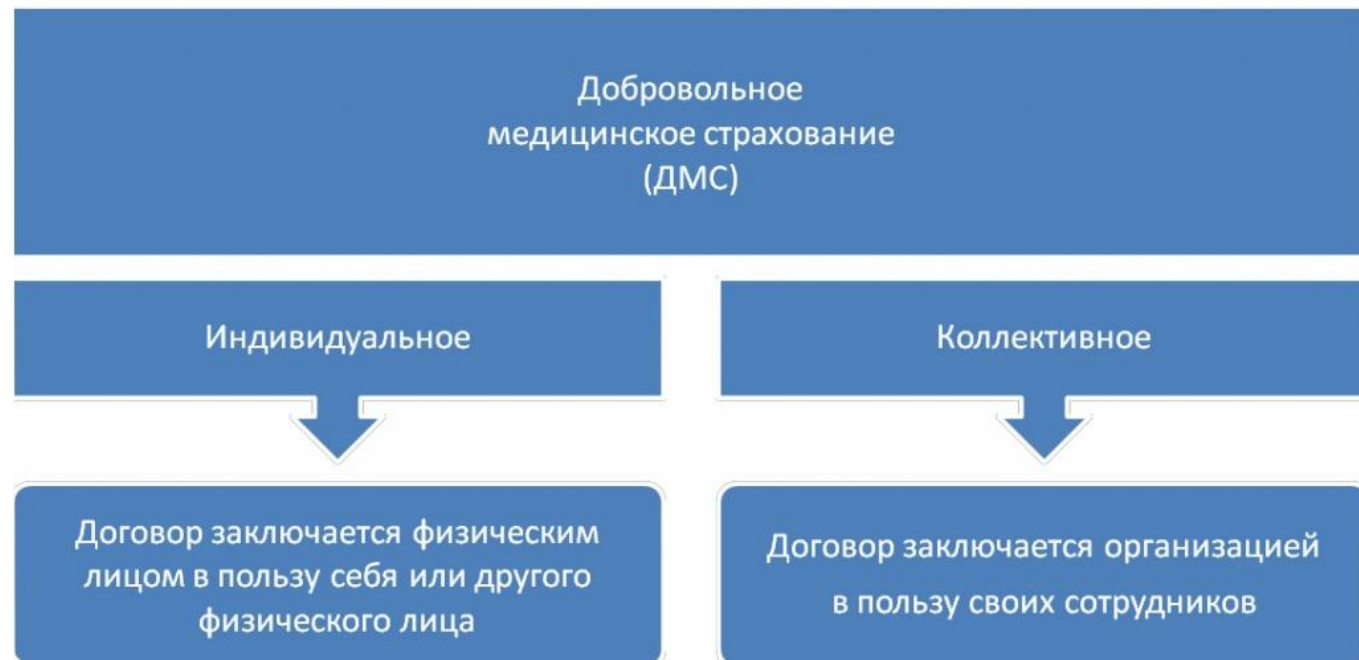 Добровольное
медицинское страхование
(ДМС)
Индивидуальное
Коллективное
Договор заключается физическим
лицом в пользу себя или другого
физического лица
Договор заключается организацией
в пользу своих сотрудников